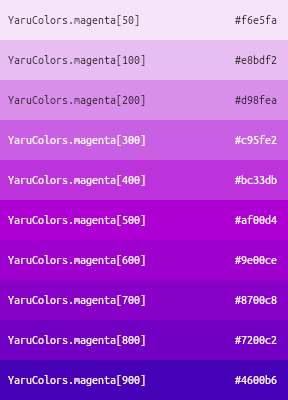 YaruColors.magenta[50] #f6e5fa
YaruColors.magenta[100] #e8bdf2
YaruColors.magenta[200] #d98fea
YaruColors.magenta[300] #c95fe2
YaruColors.magenta[400] #bc33db
YaruColors.magenta[500] #af00d4
YaruColors.magenta[600] #9e00ce
YaruColors.magenta[700] #8700c8
YaruColors.magenta[800] #7200c2
YaruColors.magenta[900] #4600b6